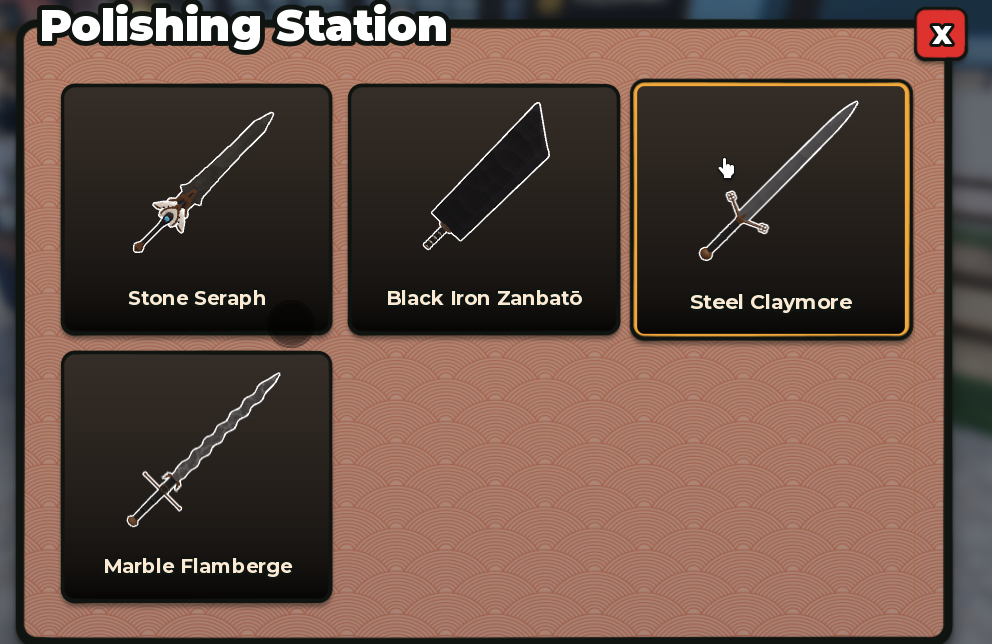 Polishing Station
X
Stone Seraph
Black Iron Zanbatō
Steel Claymore
Marble Flamberge